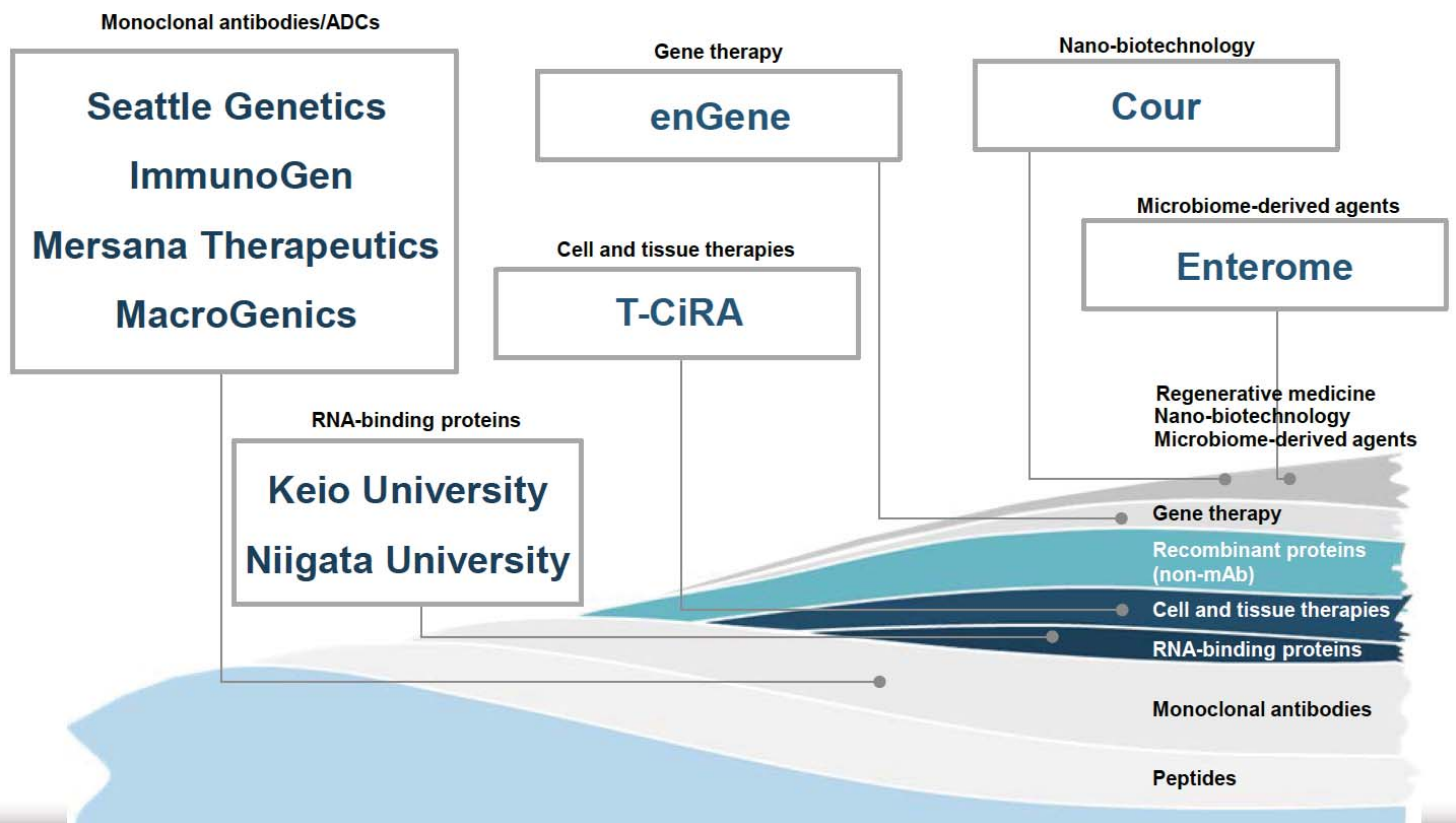 Monoclonal antibodies/ADCs
Seattle Genetics
ImmunoGen
Mersana Therapeutics
MacroGenics
Gene therapy
enGene
Nano-biotechnology
Cour
Cell and tissue therapies
T-CiRA
Microbiome-derived agents
Enterome
RNA-binding proteins
Keio University
Niigata University
Regenerative medicine
Nano-biotechnology
Microbiome-derived agents
Gene therapy
Recombinant proteins
(non-mAb)
Cell and tissue therapies
RNA-binding proteins
Monoclonal antibodies
Peptides